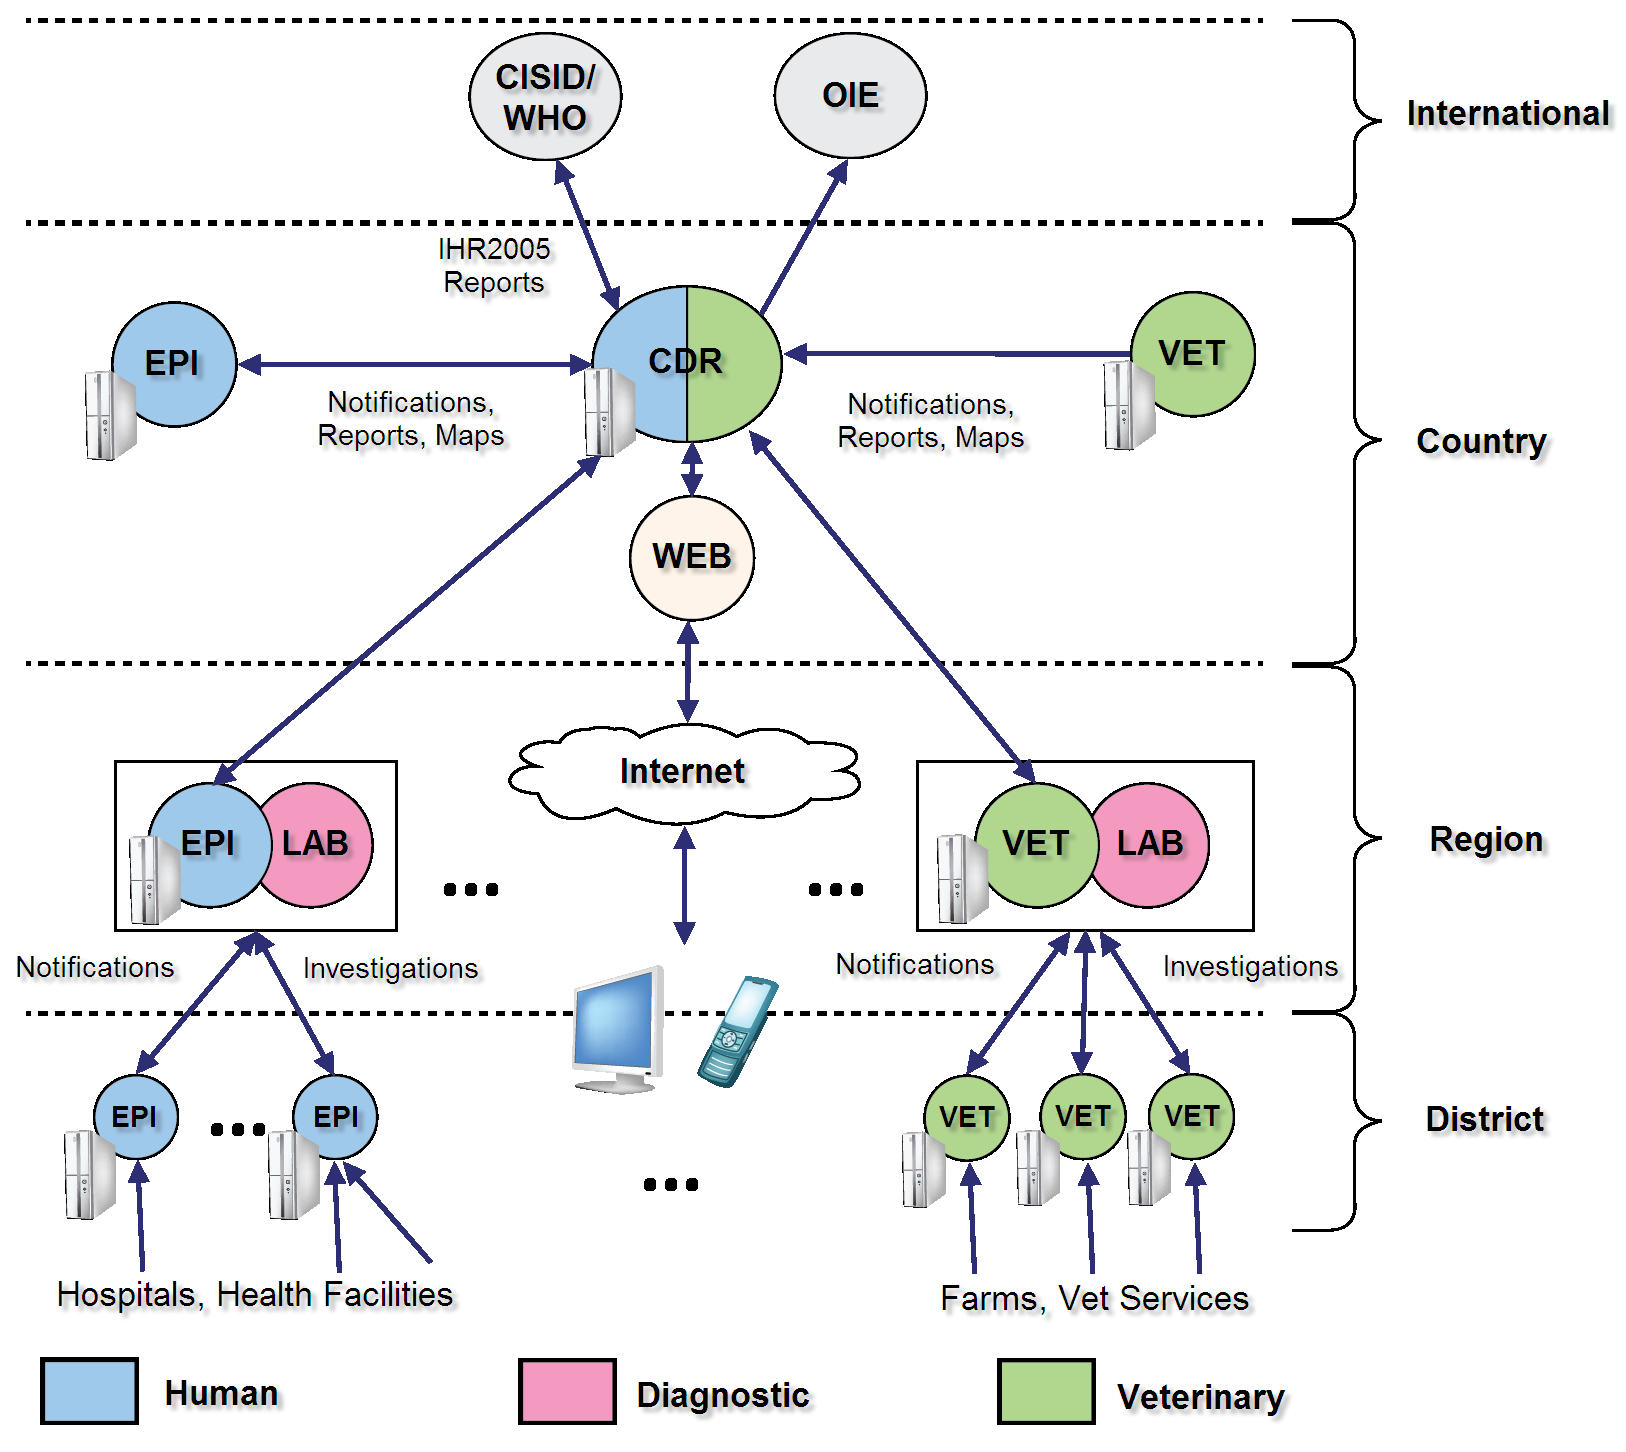 CISID/
WHO
OIE
International
IHR2005
Reports
EPI
CDR
VET
Notifications,
Reports, Maps
Notifications,
Reports, Maps
Country
WEB
Internet
EPI
LAB
VET
LAB
Region
Notifications
Investigations
Notifications
Investigations
EPI
EPI
VET
VET
VET
District
Hospitals, Health Facilities
Farms, Vet Services
Human
Diagnostic
Veterinary